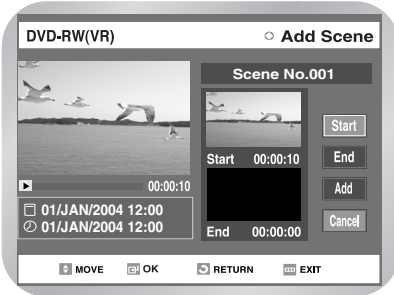 DVD-RW(VR)
Add Scene
Scene No.001
Start 00:00:10
End 00:00:00
00:00:10
01/JAN/2004 12:00
01/JAN/2004 12:00
Start
End
Add
Cancel
MOVE OK RETURN EXIT